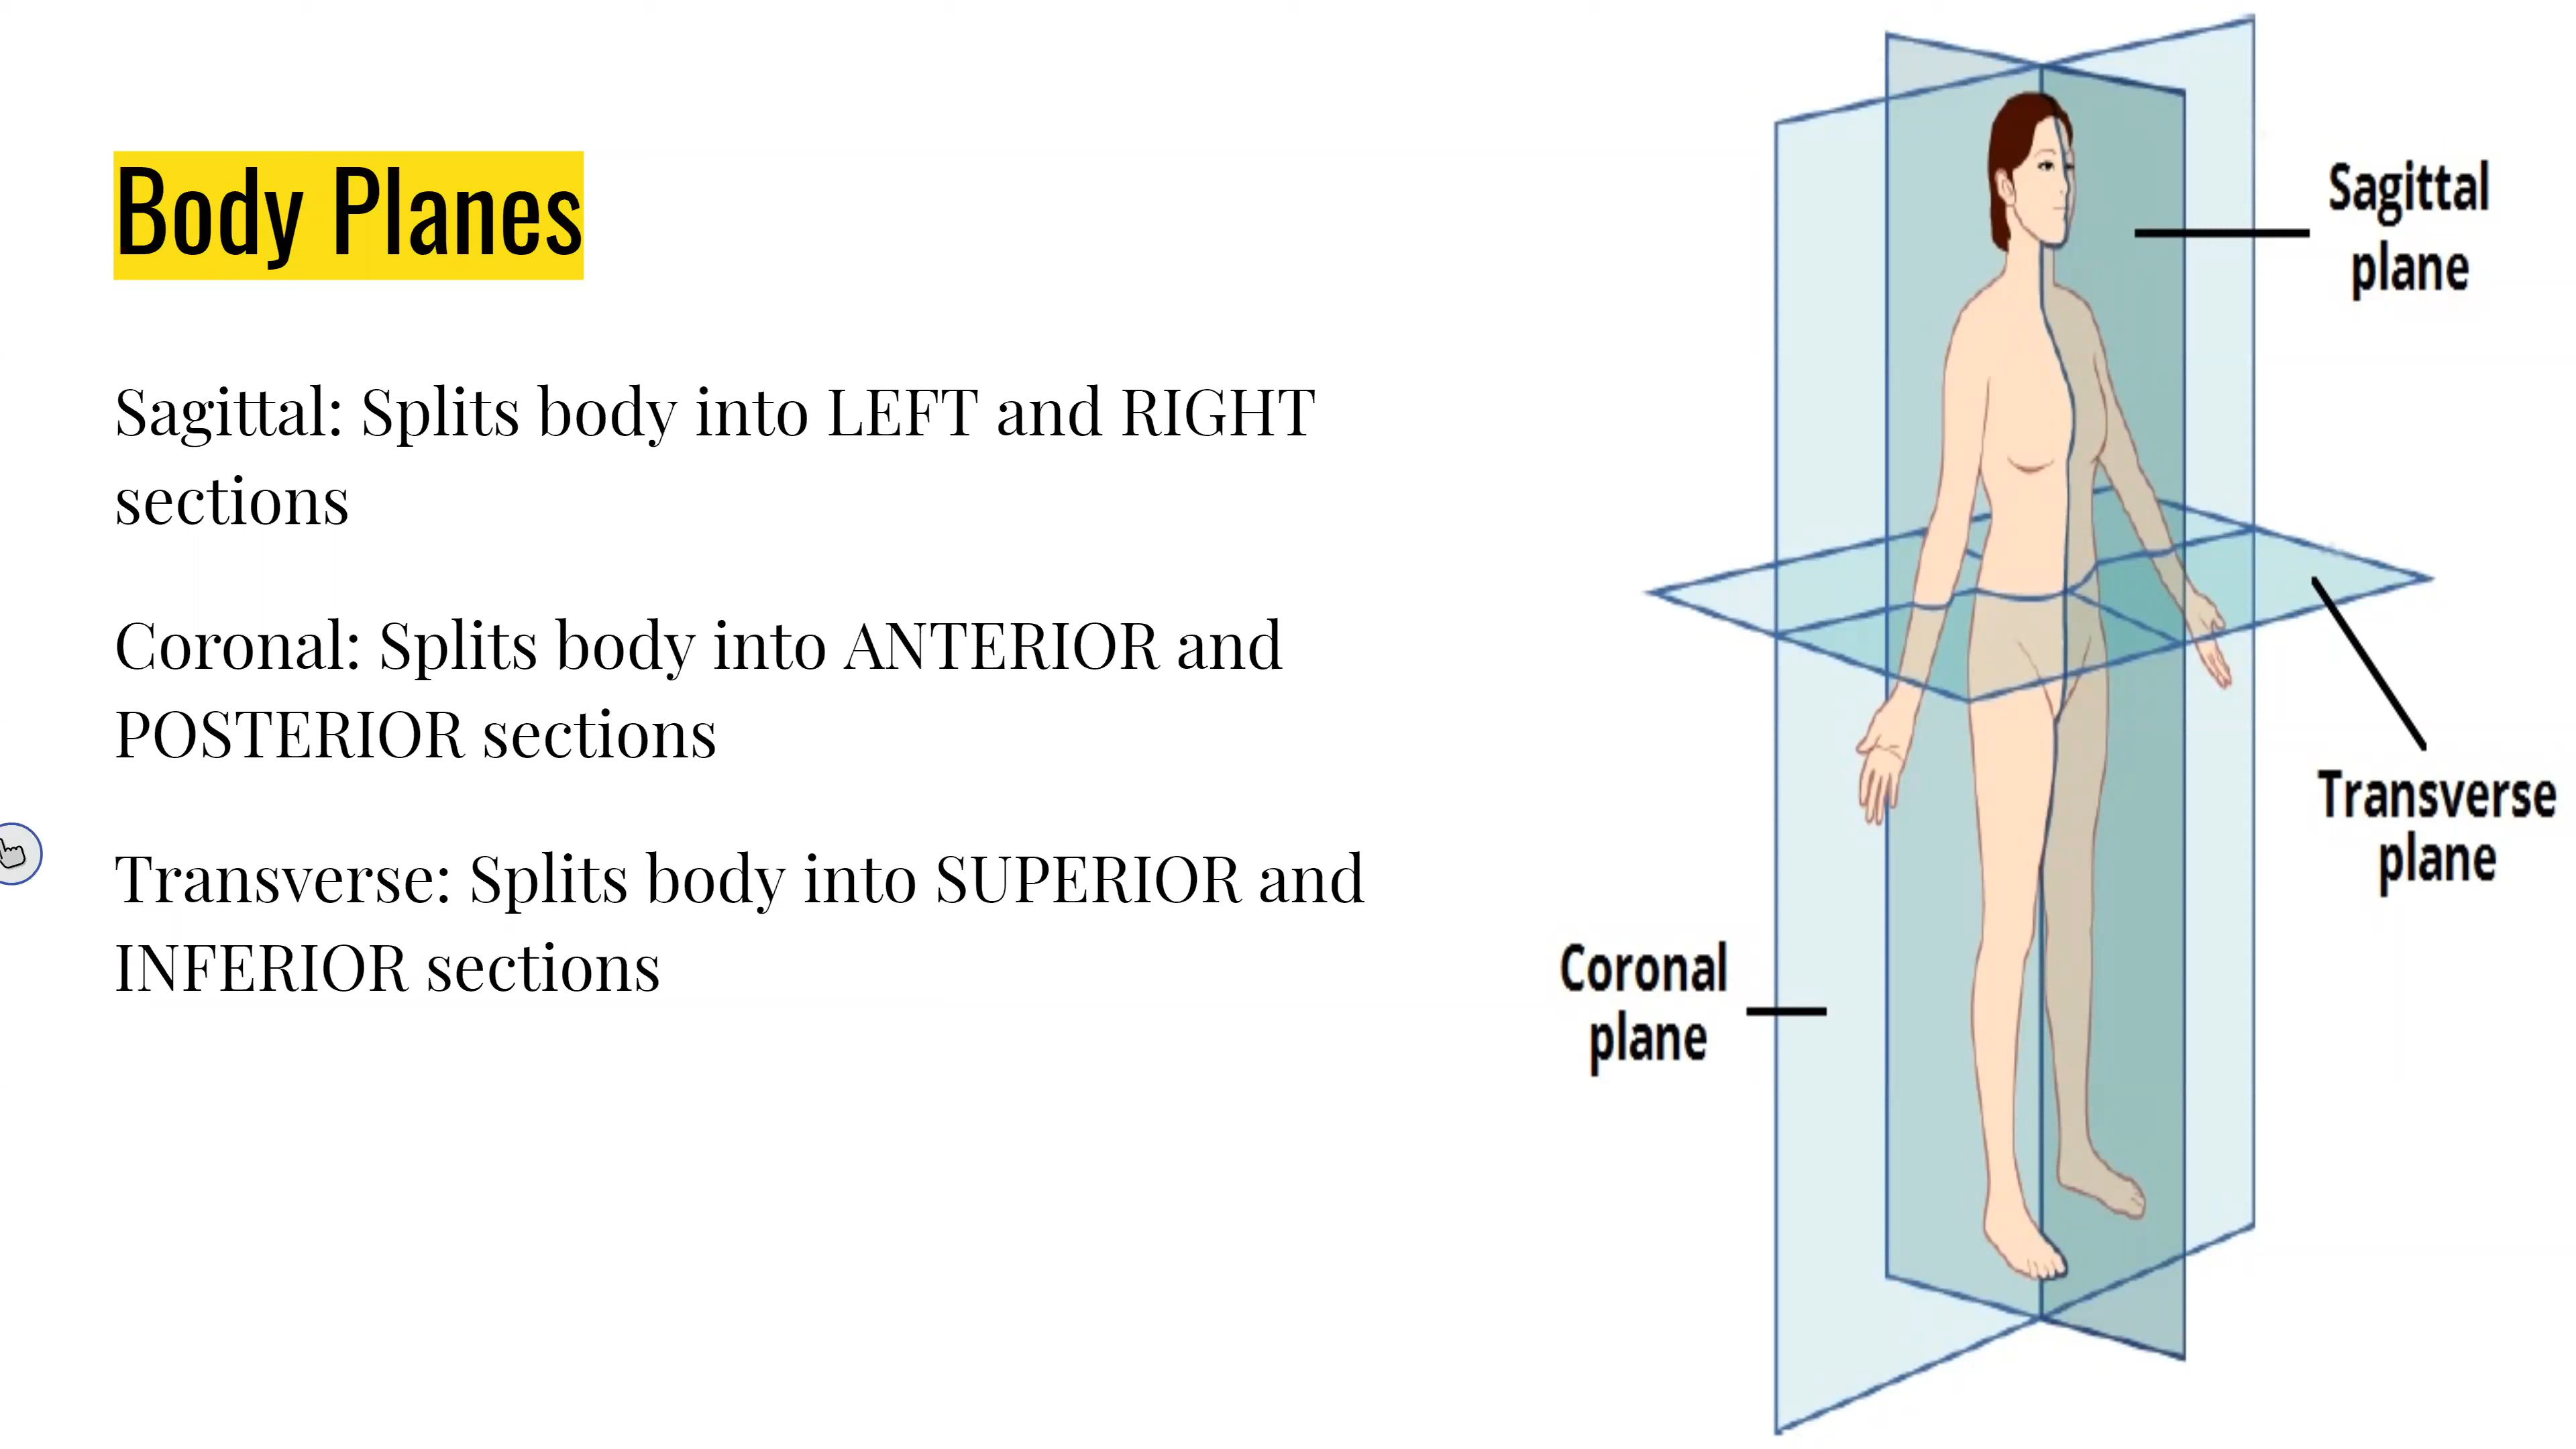 Body Planes
Sagittal: Splits body into LEFT and RIGHT
sections
Coronal: Splits body into ANTERIOR and
POSTERIOR sections
Transverse: Splits body into SUPERIOR and
INFERIOR sections
Sagittal
plane
Transverse
plane
Coronal
plane